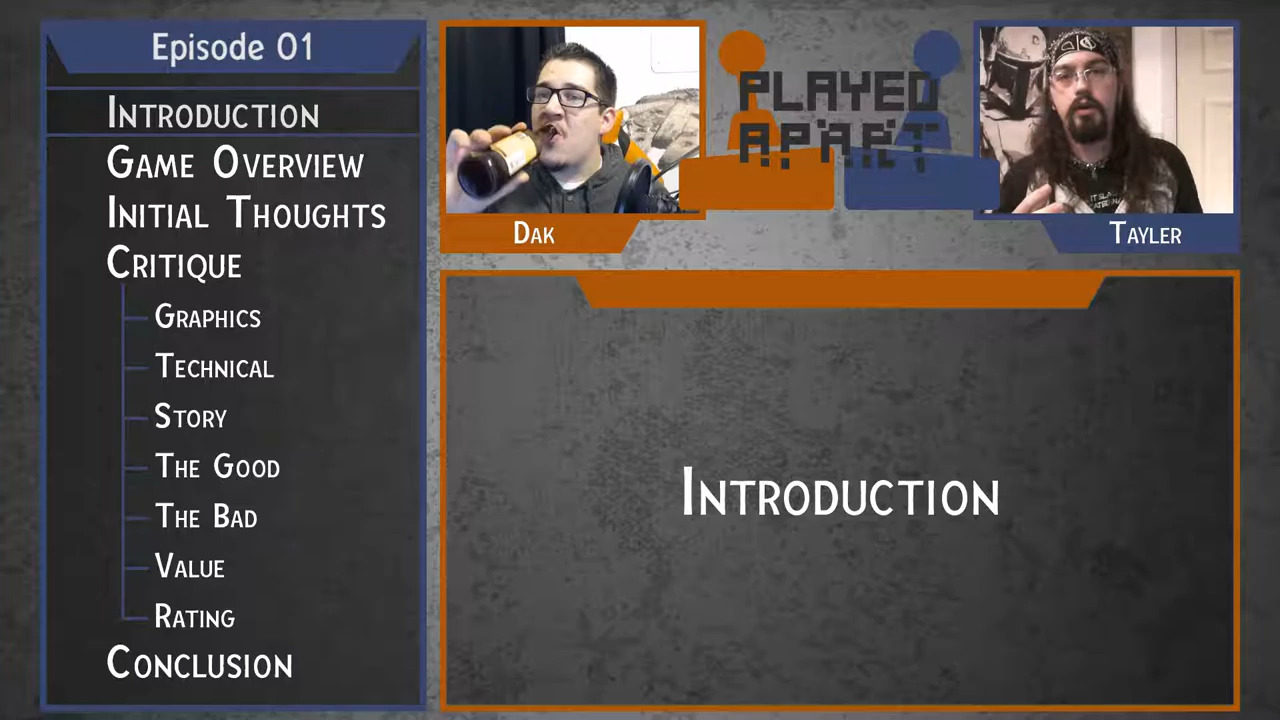 Episode 01
Introduction
Game Overview
Initial Thoughts
Critique
Graphics
Technical
Story
The Good
The Bad
Value
Rating
Conclusion
PLAYED
APART
Dak
Tayler
Introduction